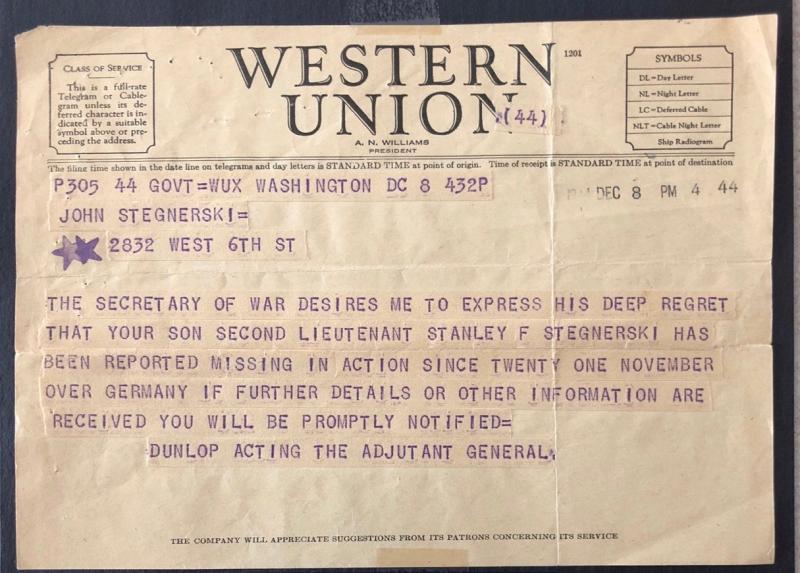 CLASS OF SERVICE
This is a full-rate
Telegram or Cable-
gram unless its de-
ferred character is in-
dicated by a suitable
symbol above or pre-
ceding the address.
WESTERN
UNION
(44)
1201
A. N. WILLIAMS
PRESIDENT
SYMBOLS
DL=Day Letter
NL=Night Letter
LC=Deferred Cable
NLT=Cable Night Letter
Ship Radiogram
The filing time shown in the date line on telegrams and day letters is STANDARD TIME at point of origin. Time of receipt is STANDARD TIME at point of destination
P305 44 GOVT=WUX WASHINGTON DC 8 432P
DEC 8 PM 4 44
JOHN STEGNERSKI=
2832 WEST 6TH ST
THE SECRETARY OF WAR DESIRES ME TO EXPRESS HIS DEEP REGRET
THAT YOUR SON SECOND LIEUTENANT STANLEY F STEGNERSKI HAS
BEEN REPORTED MISSING IN ACTION SINCE TWENTY ONE NOVEMBER
OVER GERMANY IF FURTHER DETAILS OR OTHER INFORMATION ARE
RECEIVED YOU WILL BE PROMPTLY NOTIFIED=
DUNLOP ACTING THE ADJUTANT GENERAL.
THE COMPANY WILL APPRECIATE SUGGESTIONS FROM ITS PATRONS CONCERNING ITS SERVICE